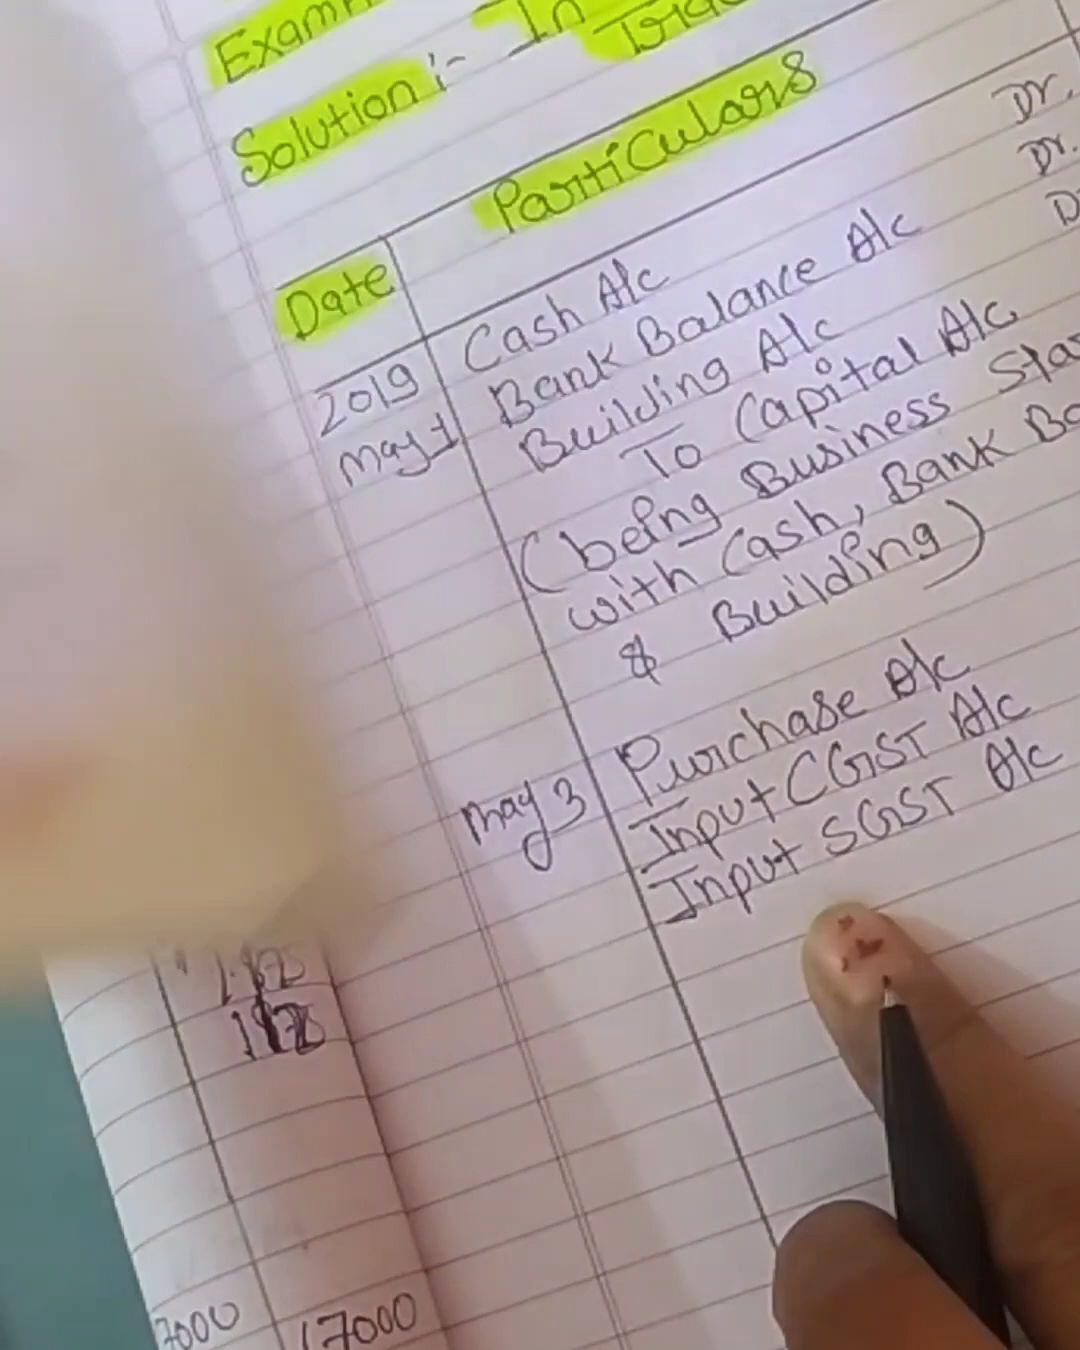 Solution :- In
Particulars
Date
2019
May 1
Cash A/c Dr.
Bank Balance A/c Dr.
Building A/c
To Capital A/c
(being Business
with Cash, Bank
& Building)
May 3
Purchase A/c
Input CGST A/c
Input SGST A/c
17000